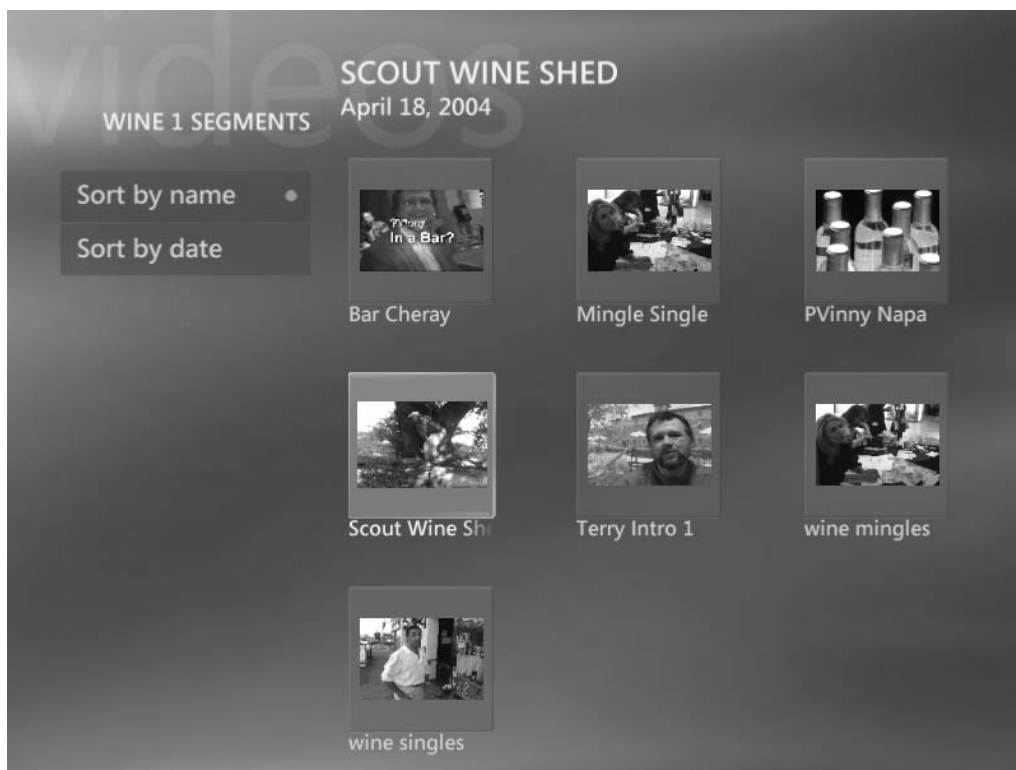 videos
SCOUT WINE SHED
April 18, 2004
WINE 1 SEGMENTS
Sort by name
Sort by date
In a Bar?
Bar Cheray
Mingle Single
PVinny Napa
Scout Wine Sh
Terry Intro 1
wine mingles
wine singles